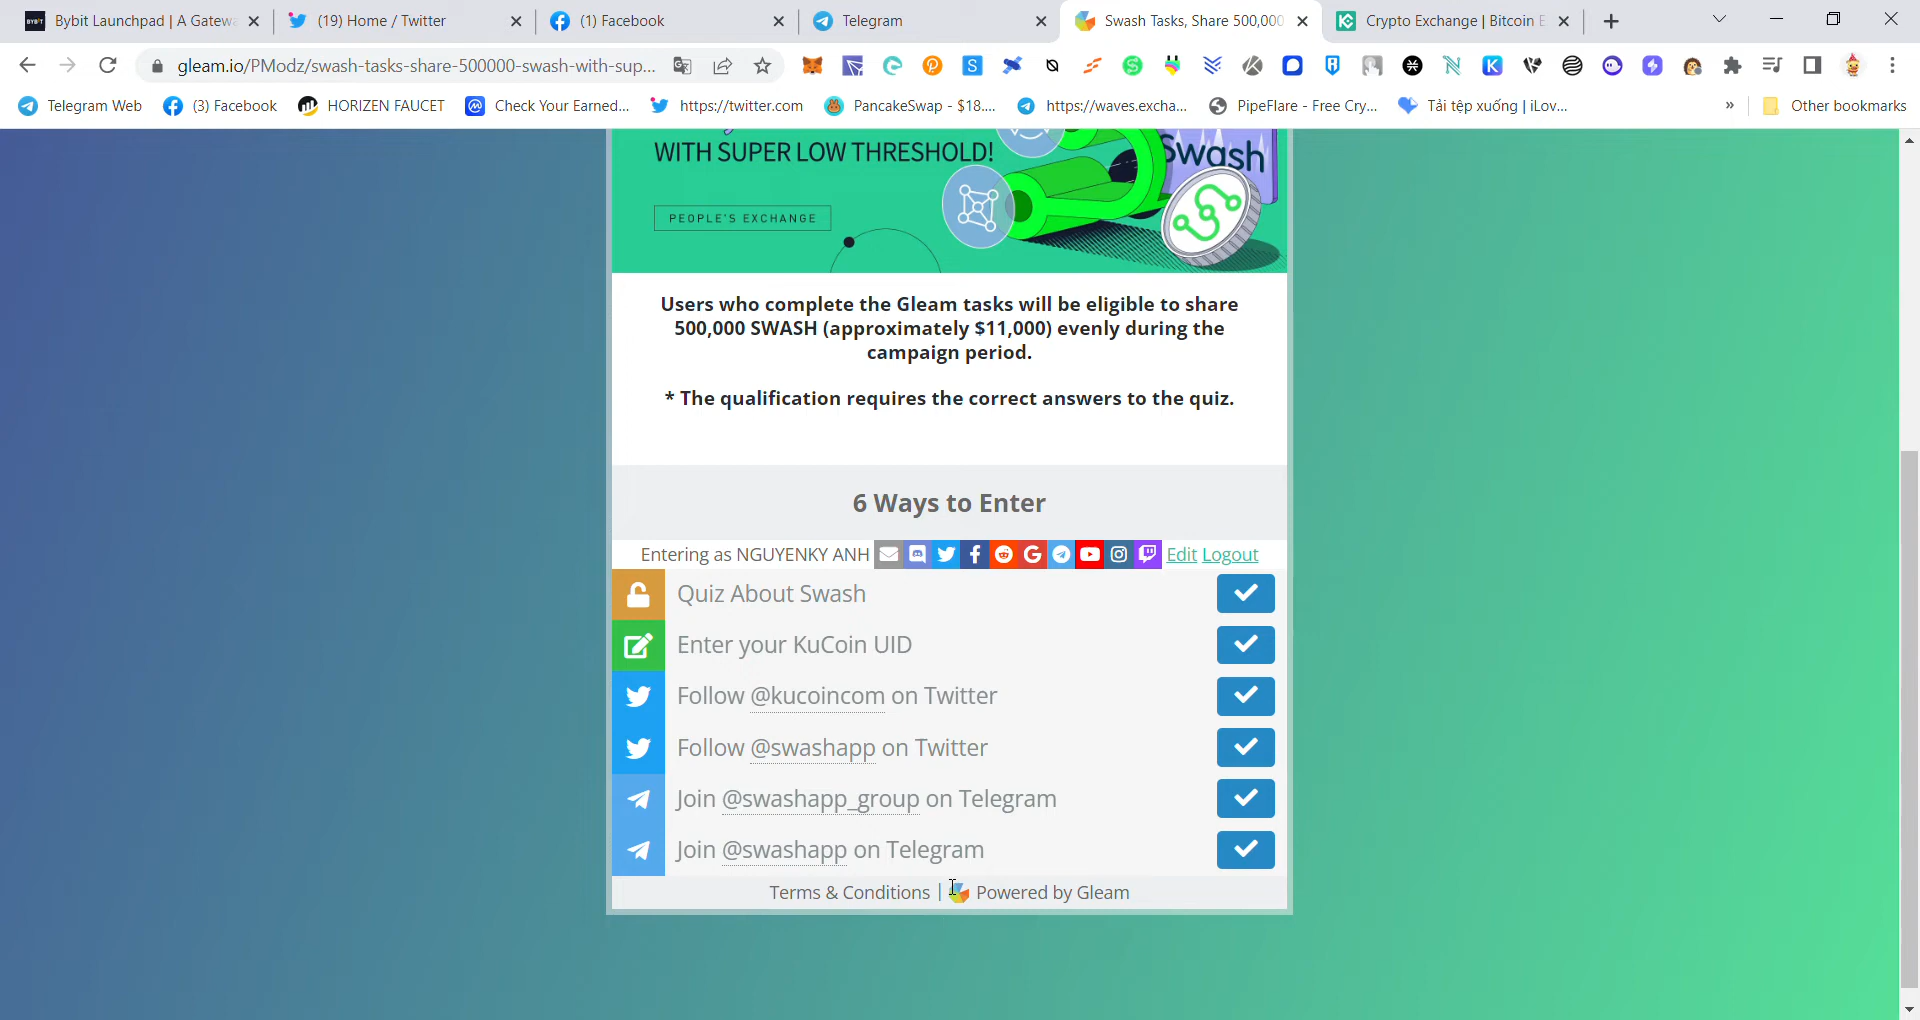 Bybit Launchpad | A Gatew
(19) Home / Twitter
(1) Facebook
Telegram
Swash Tasks, Share 500,000
Crypto Exchange | Bitcoin E
gleam.io/PModz/swash-tasks-share-500000-swash-with-sup...
Telegram Web
(3) Facebook
HORIZEN FAUCET
Check Your Earned...
https://twitter.com
PancakeSwap - $18....
https://waves.excha...
PipeFlare - Free Cry...
Tải tệp xuống | iLov...
»
Other bookmarks
WITH SUPER LOW THRESHOLD!
Swash
PEOPLE'S EXCHANGE
Users who complete the Gleam tasks will be eligible to share
500,000 SWASH (approximately $11,000) evenly during the
campaign period.
* The qualification requires the correct answers to the quiz.
6 Ways to Enter
Entering as NGUYENKY ANH Edit Logout
Quiz About Swash
Enter your KuCoin UID
Follow @kucoincom on Twitter
Follow @swashapp on Twitter
Join @swashapp_group on Telegram
Join @swashapp on Telegram
Terms & Conditions | Powered by Gleam